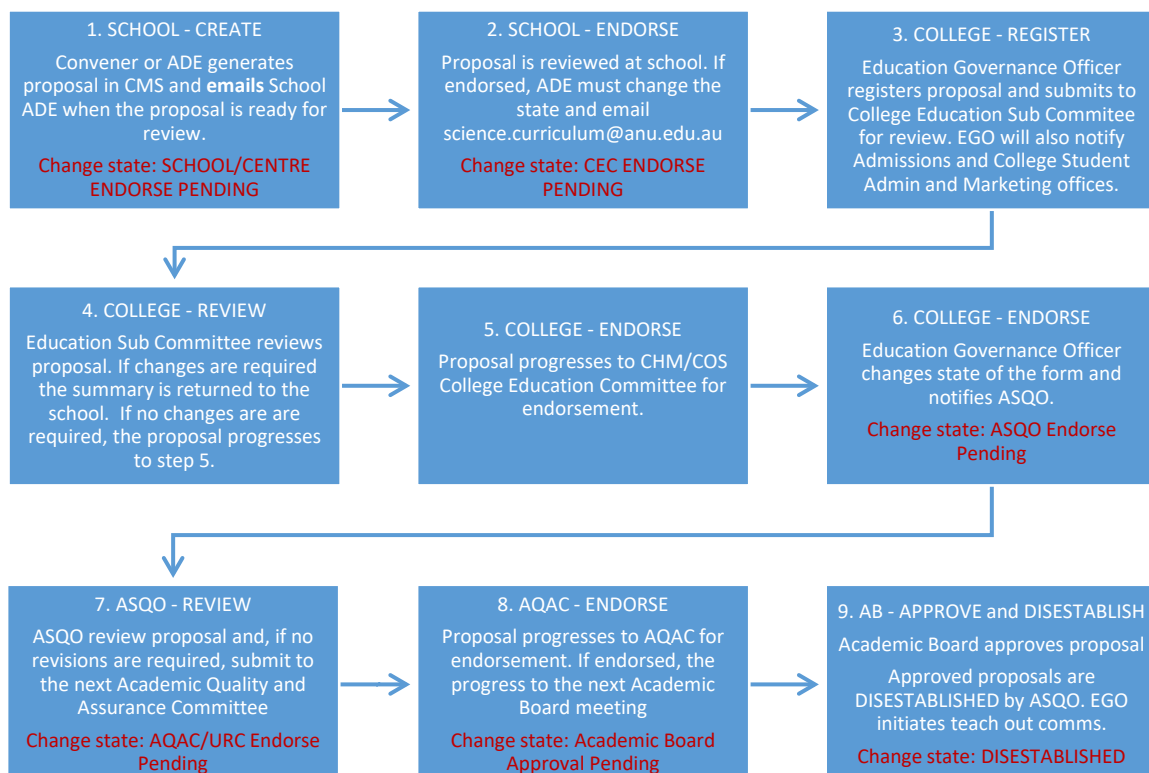 1. SCHOOL - CREATE
Convener or ADE generates
proposal in CMS and emails School
ADE when the proposal is ready for
review.
Change state: SCHOOL/CENTRE
ENDORSE PENDING
2. SCHOOL - ENDORSE
Proposal is reviewed at school. If
endorsed, ADE must change the
state and email
science.curriculum@anu.edu.au
Change state: CEC ENDORSE
PENDING
3. COLLEGE - REGISTER
Education Governance Officer
registers proposal and submits to
College Education Sub Commitee
for review. EGO will also notify
Admissions and College Student
Admin and Marketing offices.
4. COLLEGE - REVIEW
Education Sub Committee reviews
proposal. If changes are required
the summary is returned to the
school.  If no changes are are
required, the proposal progresses
to step 5.
5. COLLEGE - ENDORSE
Proposal progresses to CHM/COS
College Education Committee for
endorsement.
6. COLLEGE - ENDORSE
Education Governance Officer
changes state of the form and
notifies ASQO.
Change state: ASQO Endorse
Pending
7. ASQO - REVIEW
ASQO review proposal and, if no
revisions are required, submit to
the next Academic Quality and
Assurance Committee
Change state: AQAC/URC Endorse
Pending
8. AQAC - ENDORSE
Proposal progresses to AQAC for
endorsement. If endorsed, the
progress to the next Academic
Board meeting
Change state: Academic Board
Approval Pending
9. AB - APPROVE and DISESTABLISH
Academic Board approves proposal
Approved proposals are
DISESTABLISHED by ASQO. EGO
initiates teach out comms.
Change state: DISESTABLISHED